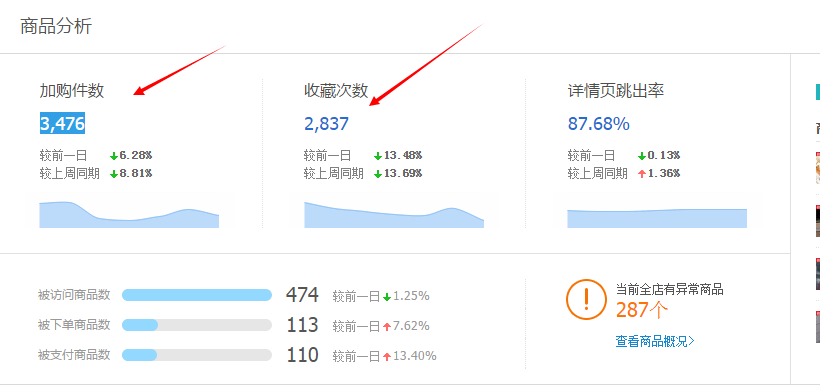 商品分析
加购件数
3,476
较前一日 6.28%
较上周同期 8.81%
收藏次数
2,837
较前一日 13.48%
较上周同期 13.69%
详情页跳出率
87.68%
较前一日 0.13%
较上周同期 1.36%
被访问商品数 474 较前一日 1.25%
被下单商品数 113 较前一日 7.62%
被支付商品数 110 较前一日 13.40%
当前全店有异常商品
287个
查看商品概况>